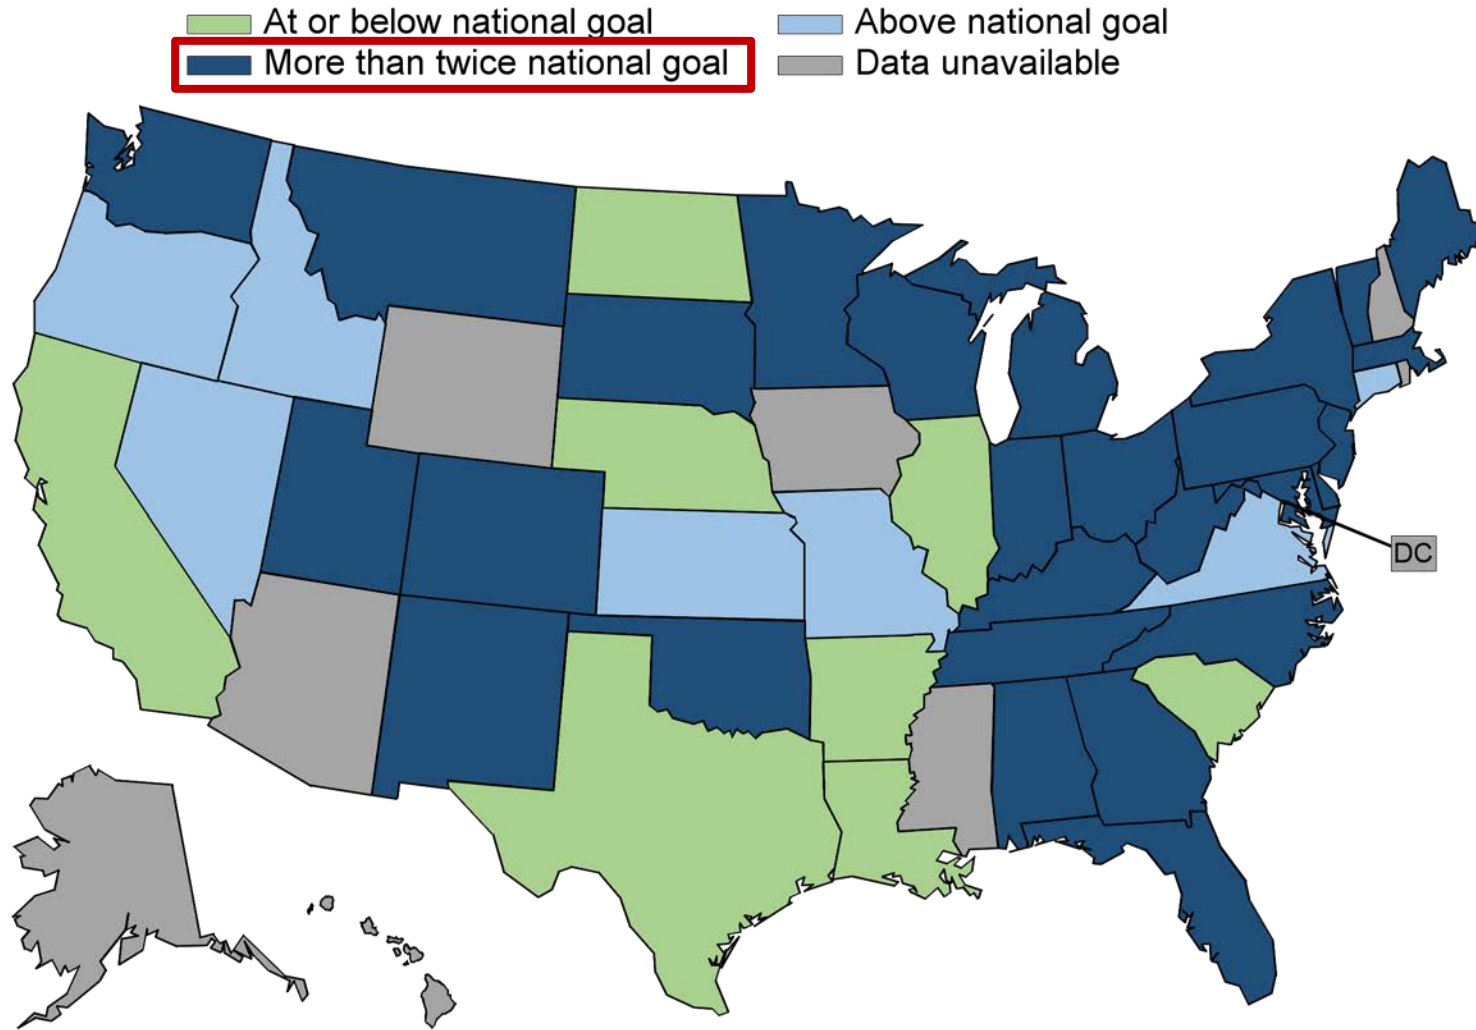 At or below national goal
Above national goal
More than twice national goal
Data unavailable
DC